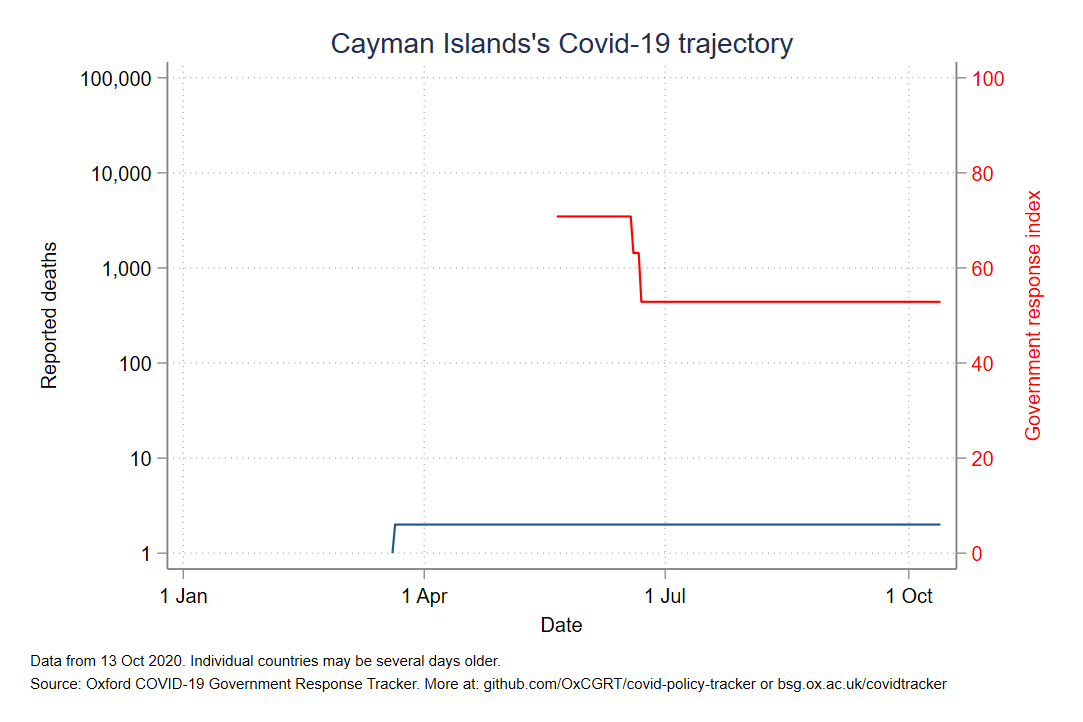 Cayman Islands's Covid-19 trajectory
100,000
10,000
1,000
100
10
1
Reported deaths
100
80
60
40
20
0
Government response index
1 Jan
1 Apr
1 Jul
1 Oct
Date
Data from 13 Oct 2020. Individual countries may be several days older.
Source: Oxford COVID-19 Government Response Tracker. More at: github.com/OxCGRT/covid-policy-tracker or bsg.ox.ac.uk/covidtracker